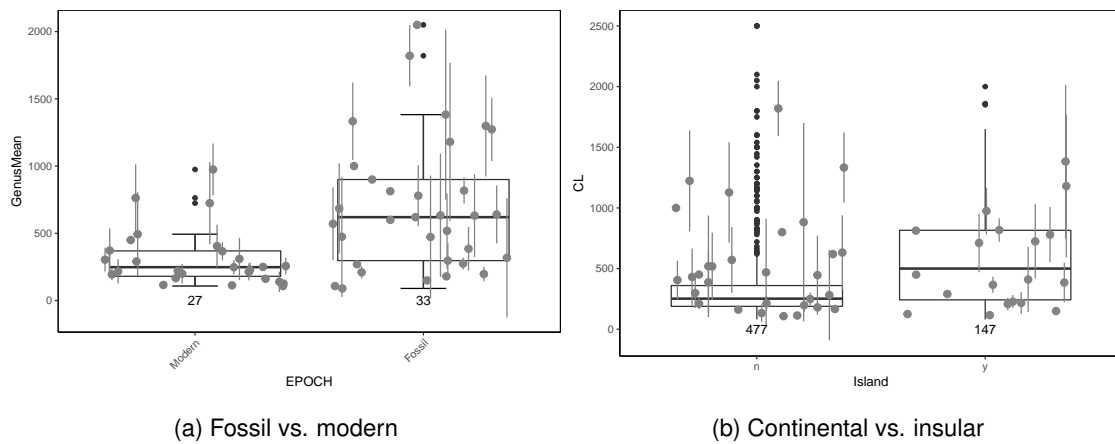 2000
1500
1000
500
0
GenusMean
27
33
Modern
Fossil
EPOCH
(a) Fossil vs. modern
2500
2000
1500
1000
500
0
CL
477
147
n
y
Island
(b) Continental vs. insular